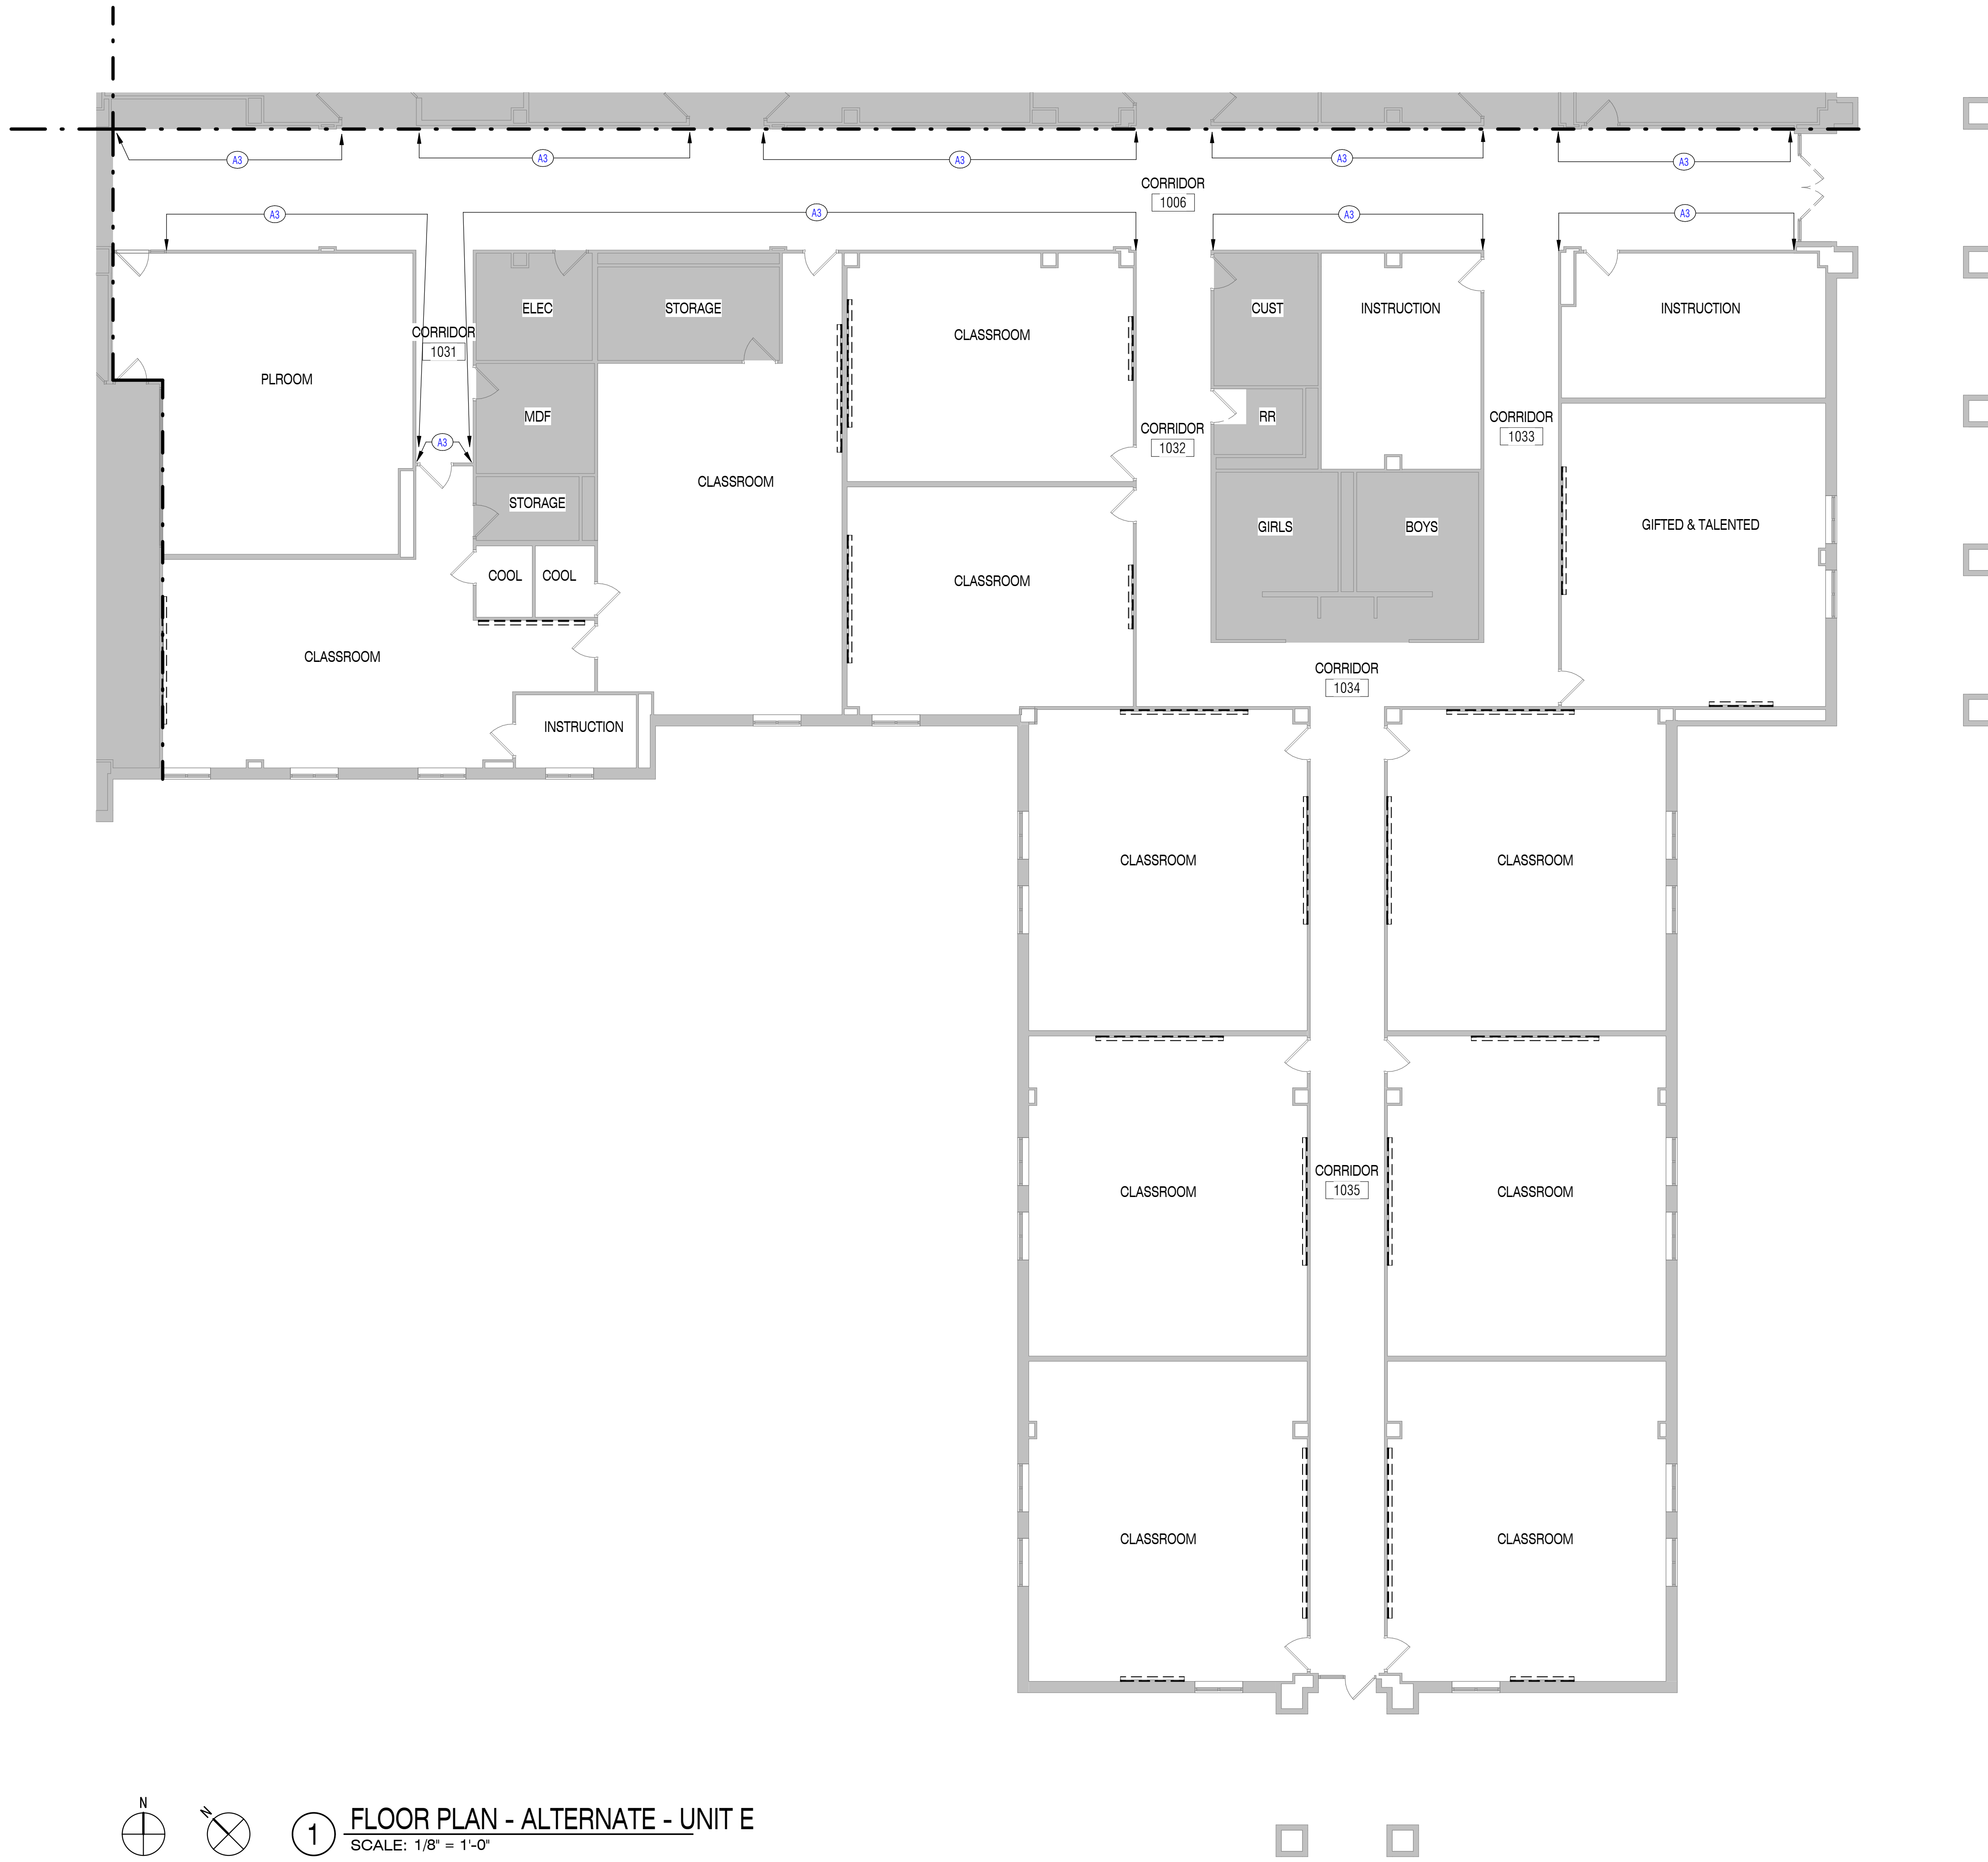 A3
A3
A3
A3
A3
CORRIDOR
1006
A3
A3
A3
A3
ELEC
STORAGE
CUST
INSTRUCTION
INSTRUCTION
CORRIDOR
1031
CLASSROOM
PLROOM
MDF
RR
CORRIDOR
1032
CORRIDOR
1033
A3
CLASSROOM
STORAGE
GIRLS
BOYS
GIFTED & TALENTED
COOL
COOL
CLASSROOM
CLASSROOM
CORRIDOR
1034
INSTRUCTION
CLASSROOM
CLASSROOM
CORRIDOR
1035
CLASSROOM
CLASSROOM
CLASSROOM
CLASSROOM
N
N
1
FLOOR PLAN - ALTERNATE - UNIT E
SCALE: 1/8" = 1'-0"